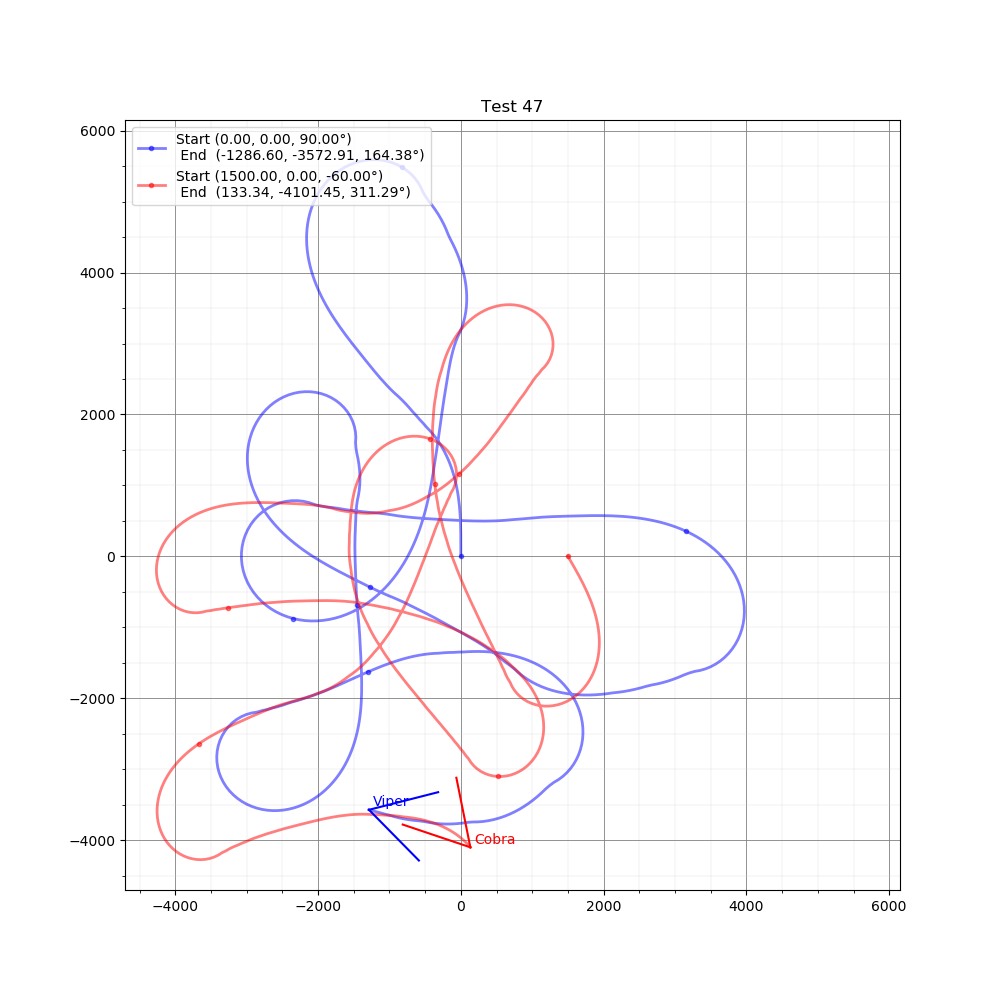 Test 47
Start (0.00, 0.00, 90.00°)
End (-1286.60, -3572.91, 164.38°)
Start (1500.00, 0.00, -60.00°)
End (133.34, -4101.45, 311.29°)
6000
4000
2000
0
−2000
−4000
Viper
Cobra
−4000
−2000
0
2000
4000
6000